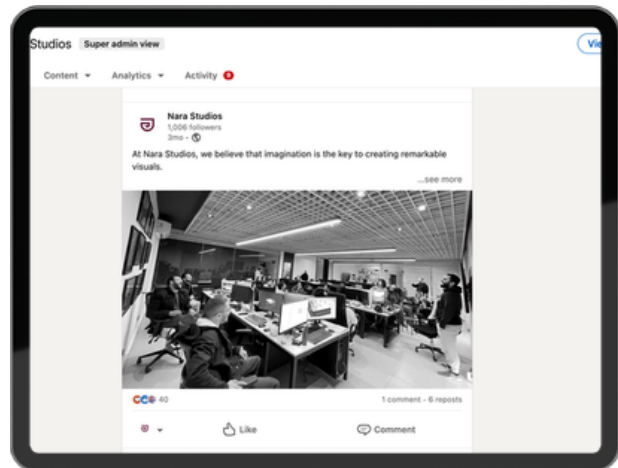 Studios Super admin view
Content Analytics Activity 9
Nara Studios
1,006 followers
3mo •
At Nara Studios, we believe that imagination is the key to creating remarkable
visuals.
...see more
40 1 comment • 6 reposts
Like Comment